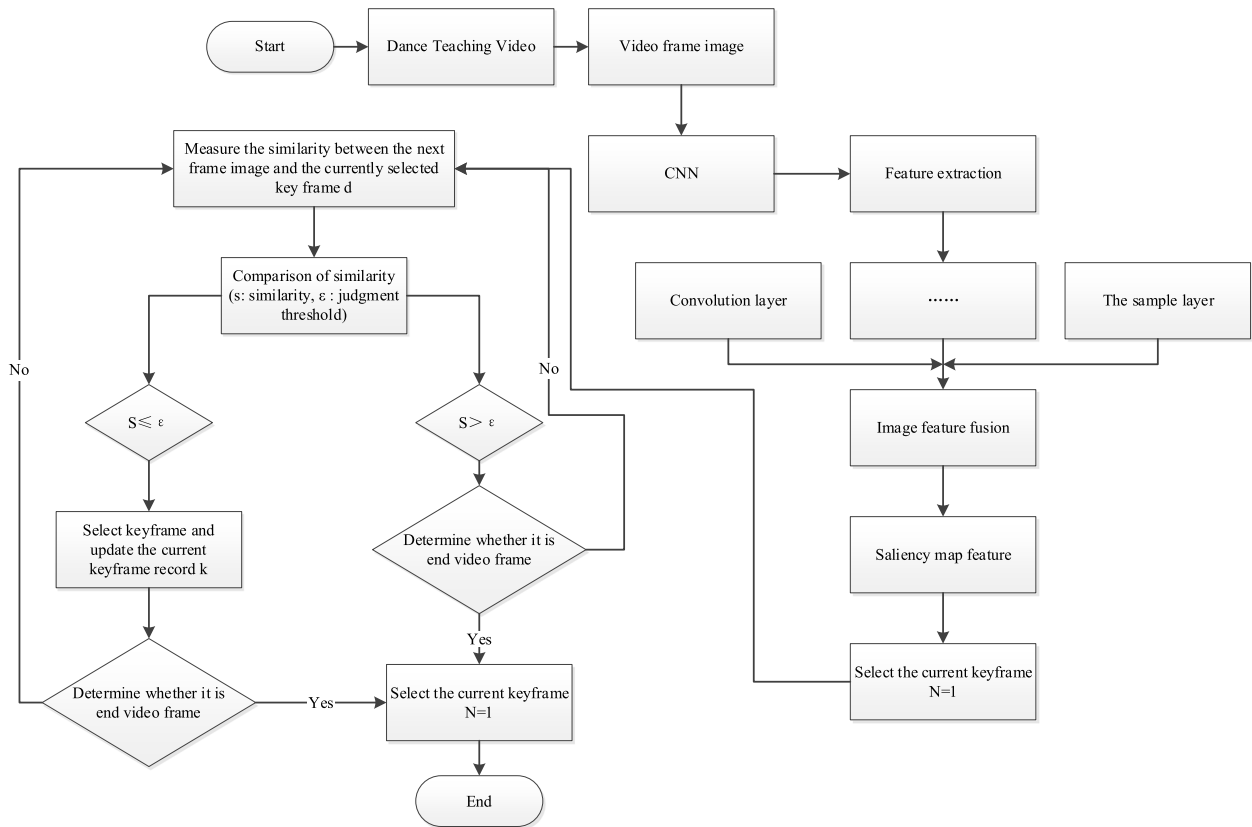 Start
Dance Teaching Video
Video frame image
CNN
Feature extraction
Convolution layer
······
The sample layer
Image feature fusion
Saliency map feature
Select the current keyframe
N=1
Measure the similarity between the next
frame image and the currently selected
key frame d
Comparison of similarity
(s: similarity, ε : judgment
threshold)
No
No
S≤ ε
S> ε
Select keyframe and
update the current
keyframe record k
Determine whether it is
end video frame
Determine whether it is
end video frame
Yes
Yes
Select the current keyframe
N=1
End